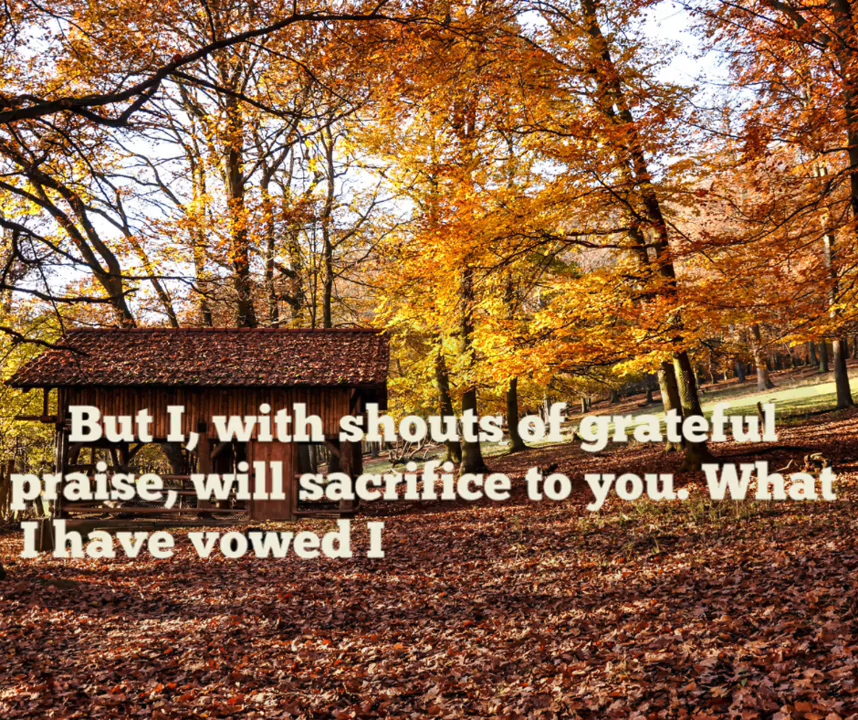 But I, with shouts of grateful
praise, will sacrifice to you. What
I have vowed I